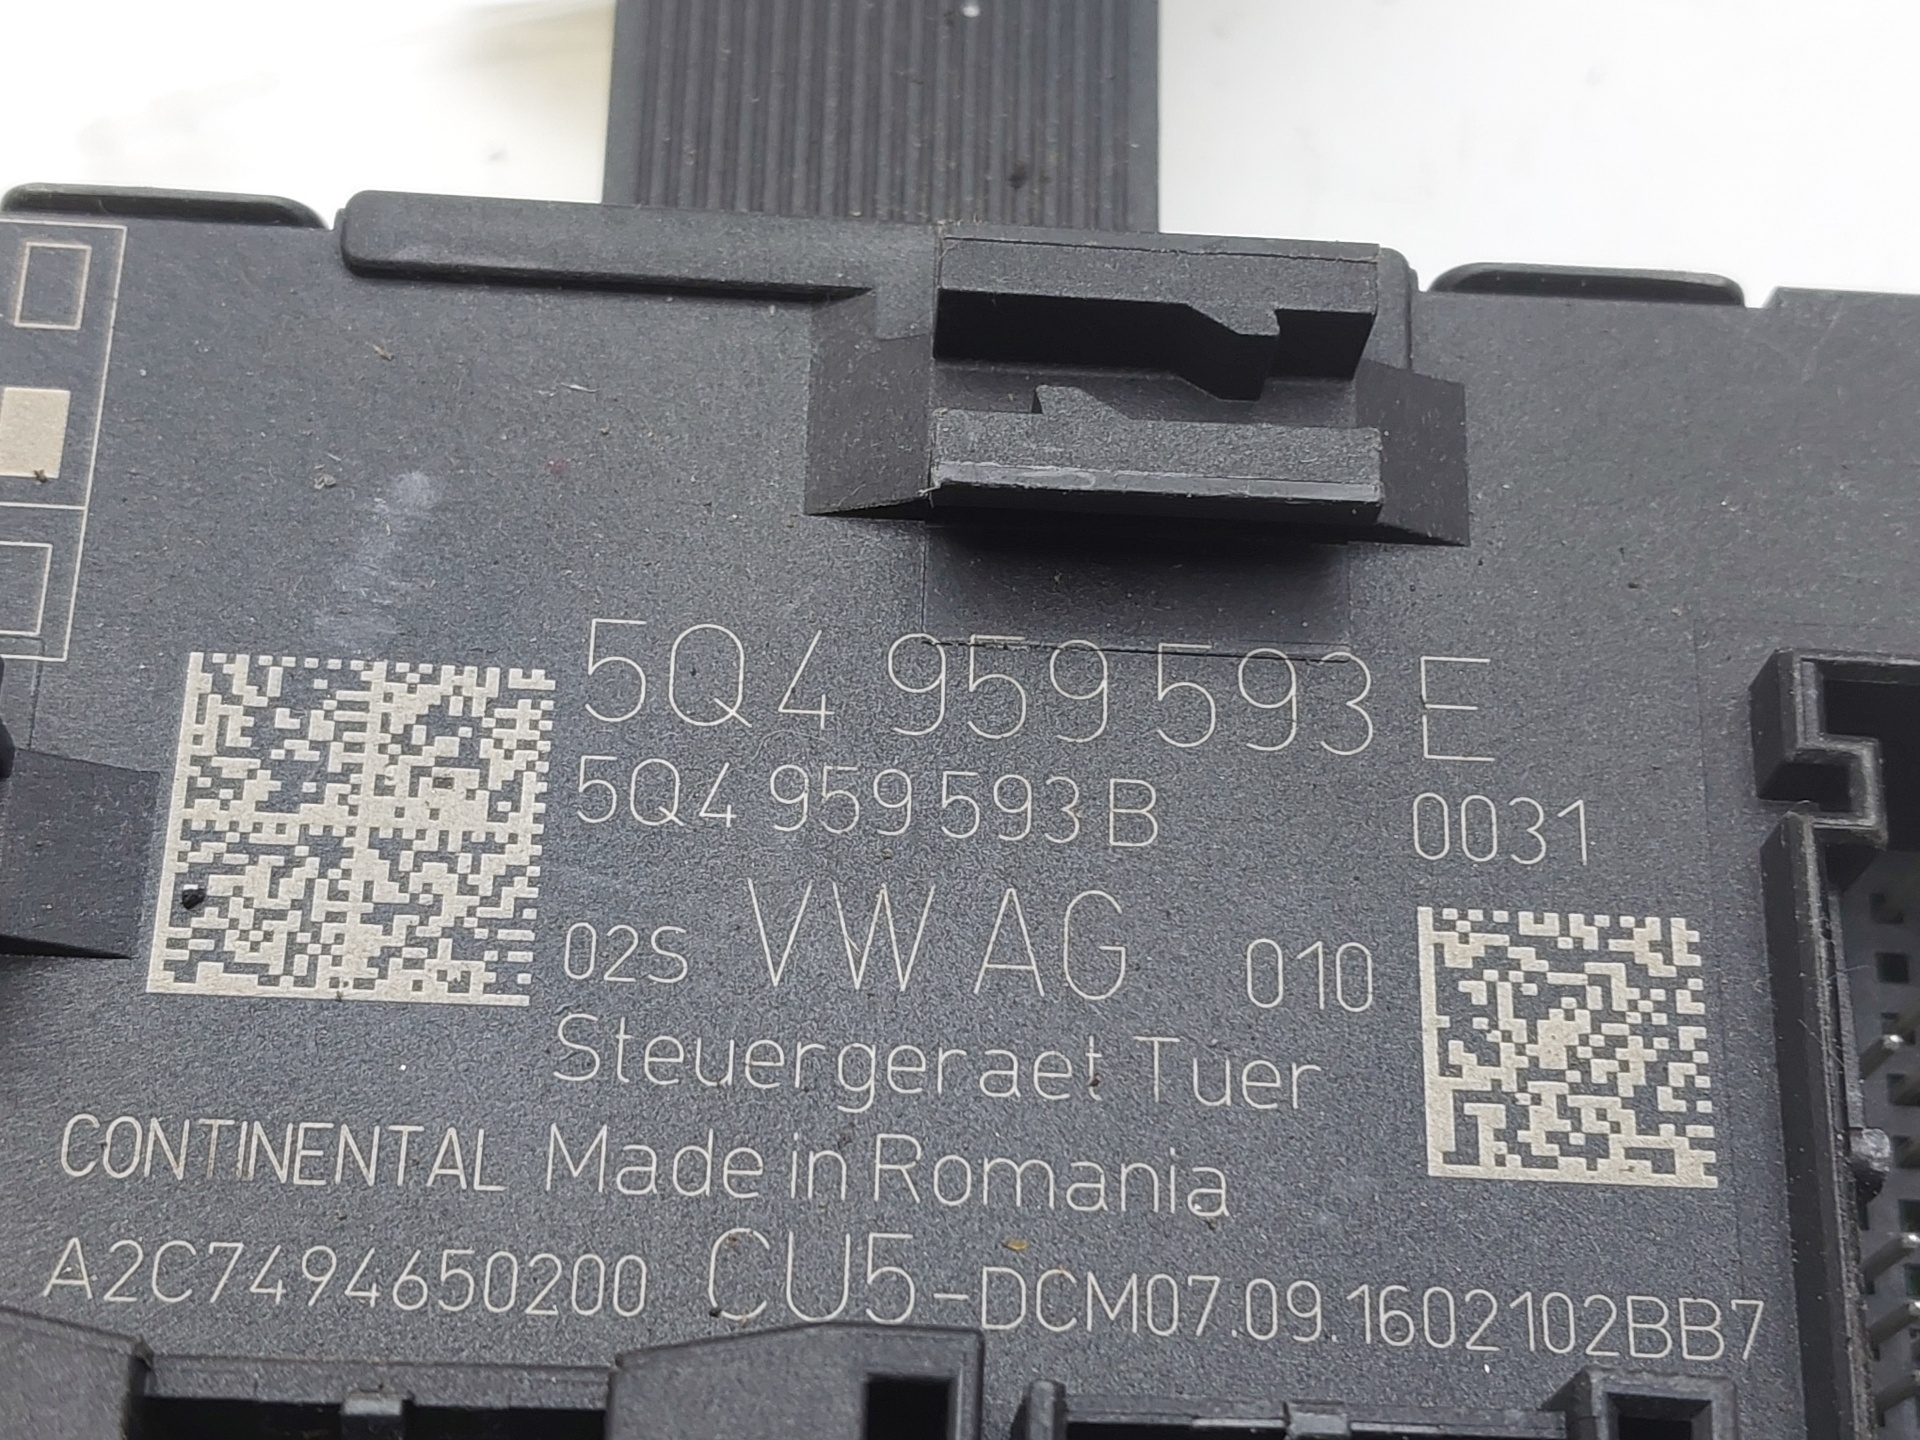 5Q4 959 593 E
5Q4 959 593 B 0031
02S VW AG 010
Steuergeraet Tuer
CONTINENTAL Made in Romania
A2C7494650200 CU5-DCM07.09.1602102BB7